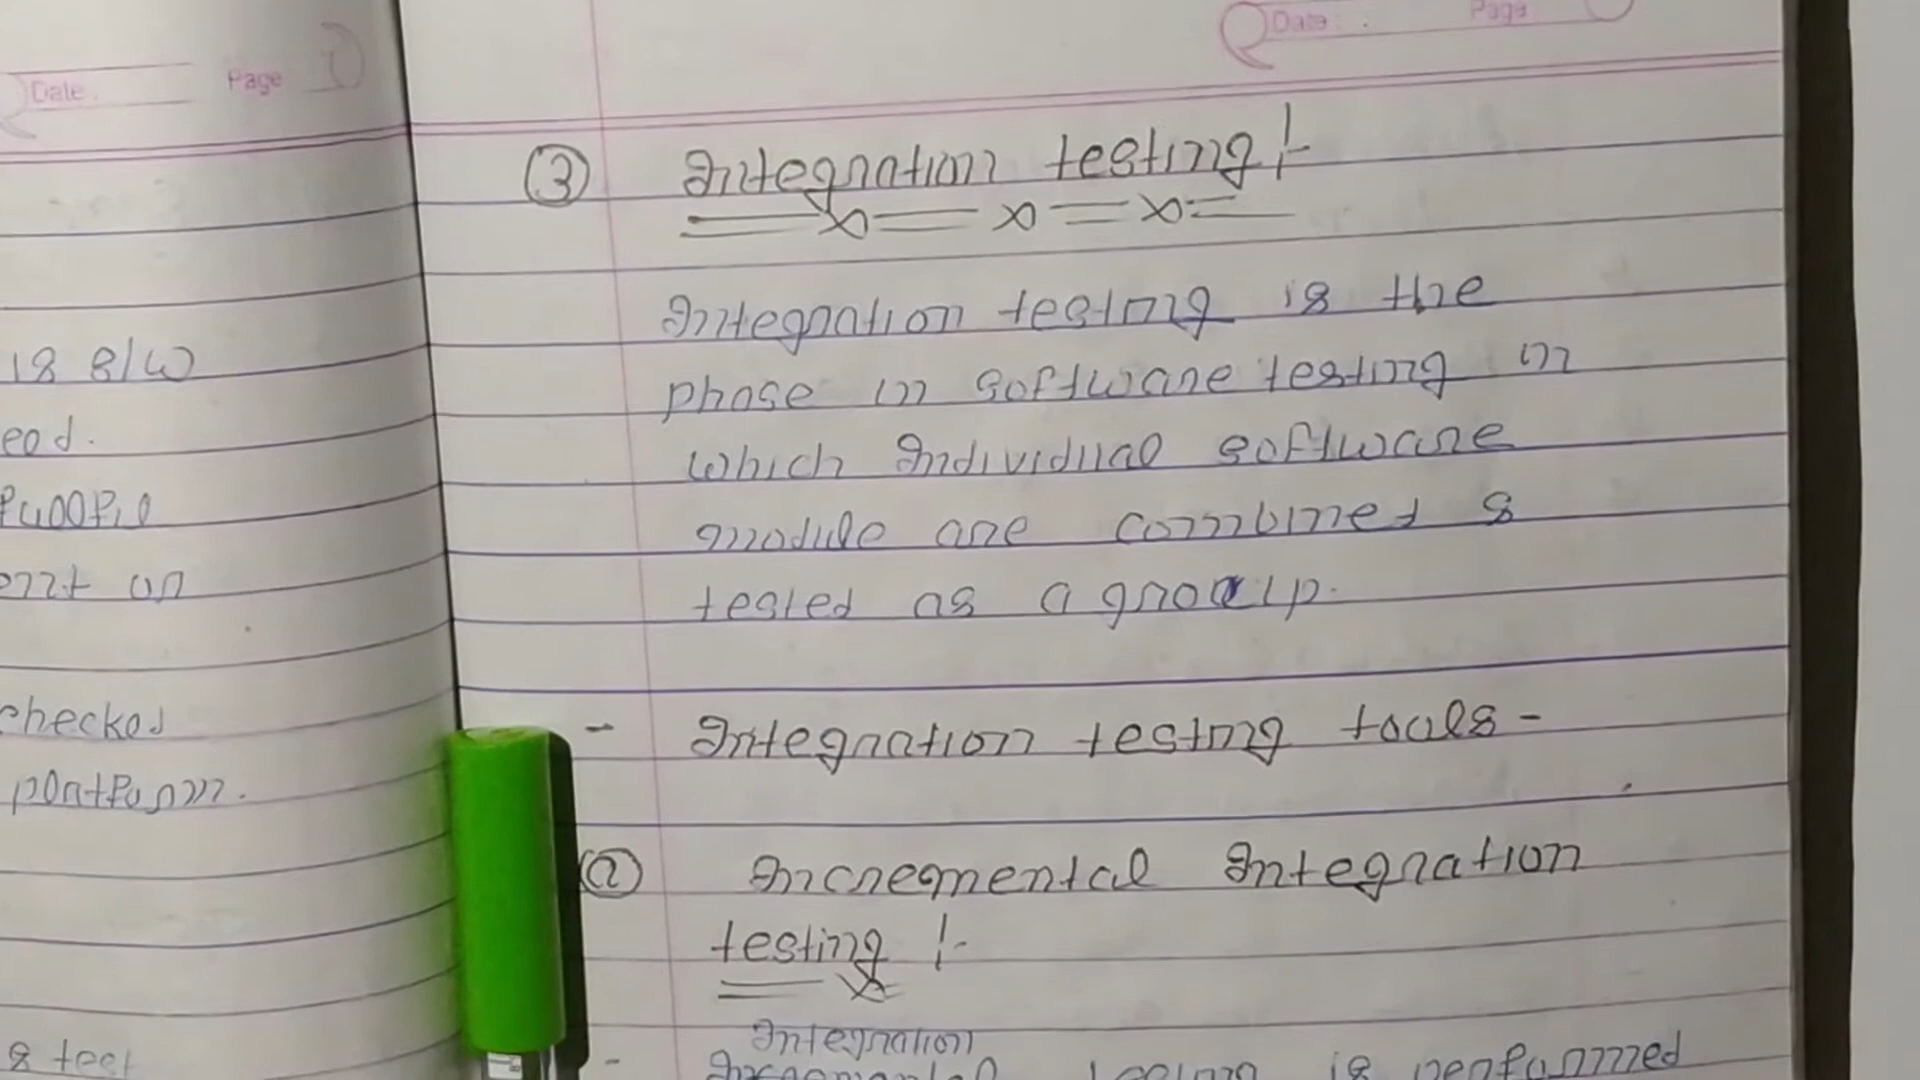 Date. Page
is s/w
checked
platform.
& test
Date: Page
③ Integration testing :-
Integration testing is the
phase in software testing in
which Individual software
module are combined &
tested as a group.
- Integration testing tools -
ⓐ Incremental Integration
testing :-
Integration
- Incremental testing is performed